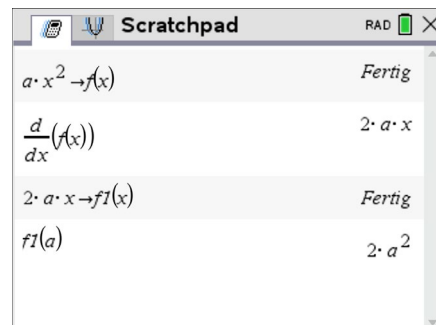 Scratchpad RAD
a·x²→f(x) Fertig
d/dx(f(x)) 2·a·x
2·a·x→f1(x) Fertig
f1(a) 2·a²